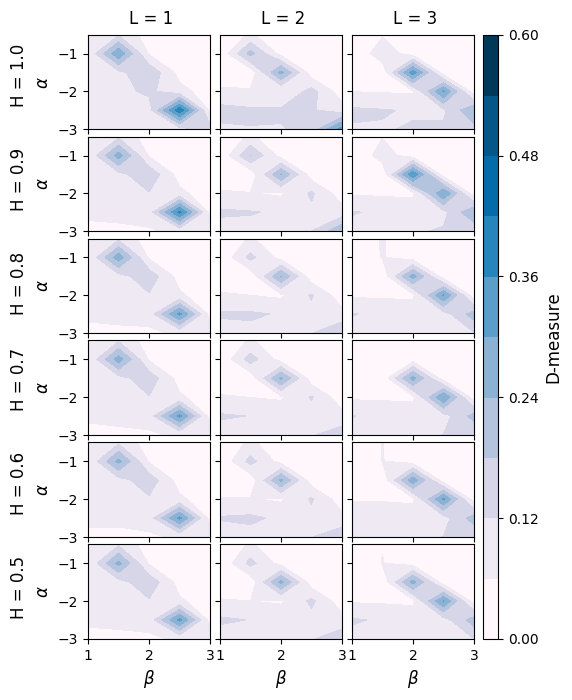 L = 1 L = 2 L = 3
H = 1.0 α −1 −2 −3
H = 0.9 α −1 −2 −3
H = 0.8 α −1 −2 −3
H = 0.7 α −1 −2 −3
H = 0.6 α −1 −2 −3
H = 0.5 α −1 −2 −3
1 2 3 1 2 3 1 2 3
β β β
0.60
0.48
0.36
0.24
0.12
0.00
D-measure